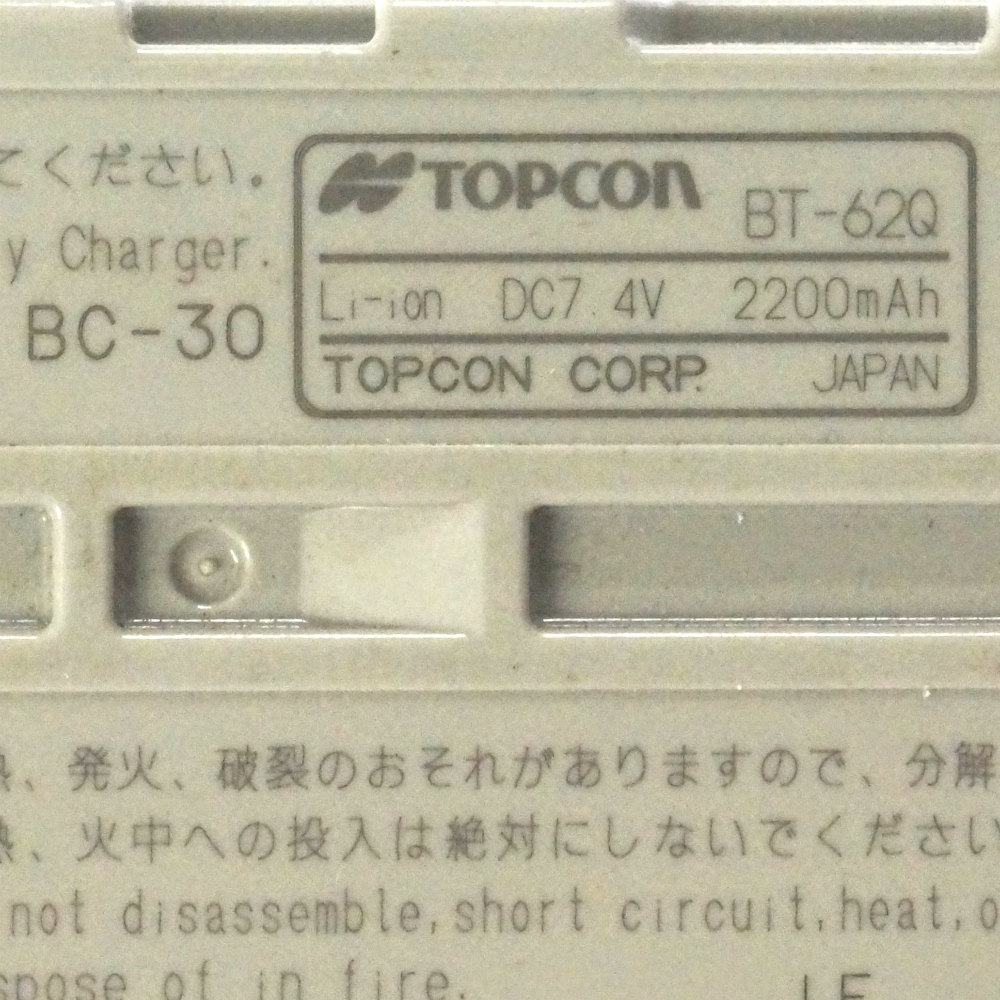 てください。
y Charger.
BC-30
TOPCON BT-62Q
Li-ion DC7.4V 2200mAh
TOPCON CORP. JAPAN
熱、発火、破裂のおそれがありますので、分解
熱、火中への投入は絶対にしないでください
not disassemble,short circuit,heat,o
spose of in fire.